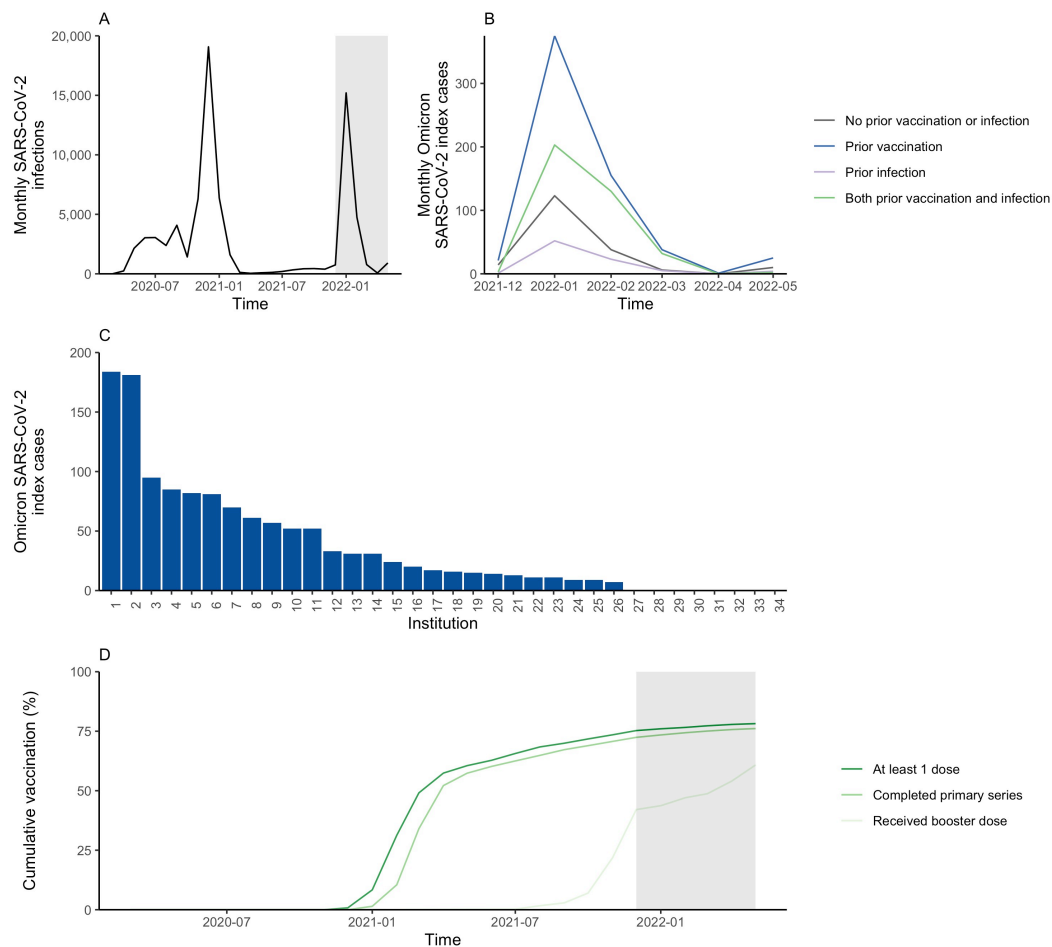 A
Monthly SARS-CoV-2
infections
20,000
15,000
10,000
5,000
0
2020-07 2021-01 2021-07 2022-01
Time
B
Monthly Omicron
SARS-CoV-2 index cases
300
200
100
0
2021-12 2022-01 2022-02 2022-03 2022-04 2022-05
Time
No prior vaccination or infection
Prior vaccination
Prior infection
Both prior vaccination and infection
C
Omicron SARS-CoV-2
index cases
200
150
100
50
0
1 2 3 4 5 6 7 8 9 10 11 12 13 14 15 16 17 18 19 20 21 22 23 24 25 26 27 28 29 30 31 32 33 34
Institution
D
Cumulative vaccination (%)
100
75
50
25
0
2020-07 2021-01 2021-07 2022-01
Time
At least 1 dose
Completed primary series
Received booster dose